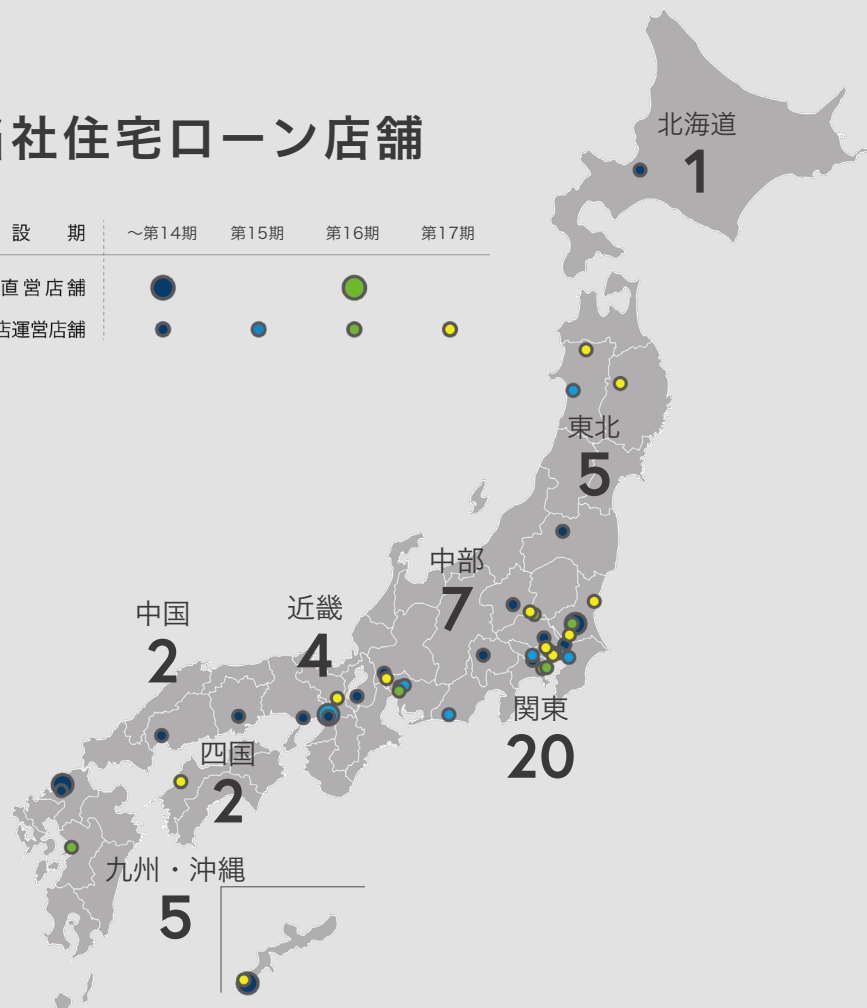 社住宅ローン店舗
設 期 ～第14期 第15期 第16期 第17期
直営店舗
店運営店舗
北海道
1
東北
5
中部
7
近畿
4
中国
2
関東
20
四国
2
九州・沖縄
5